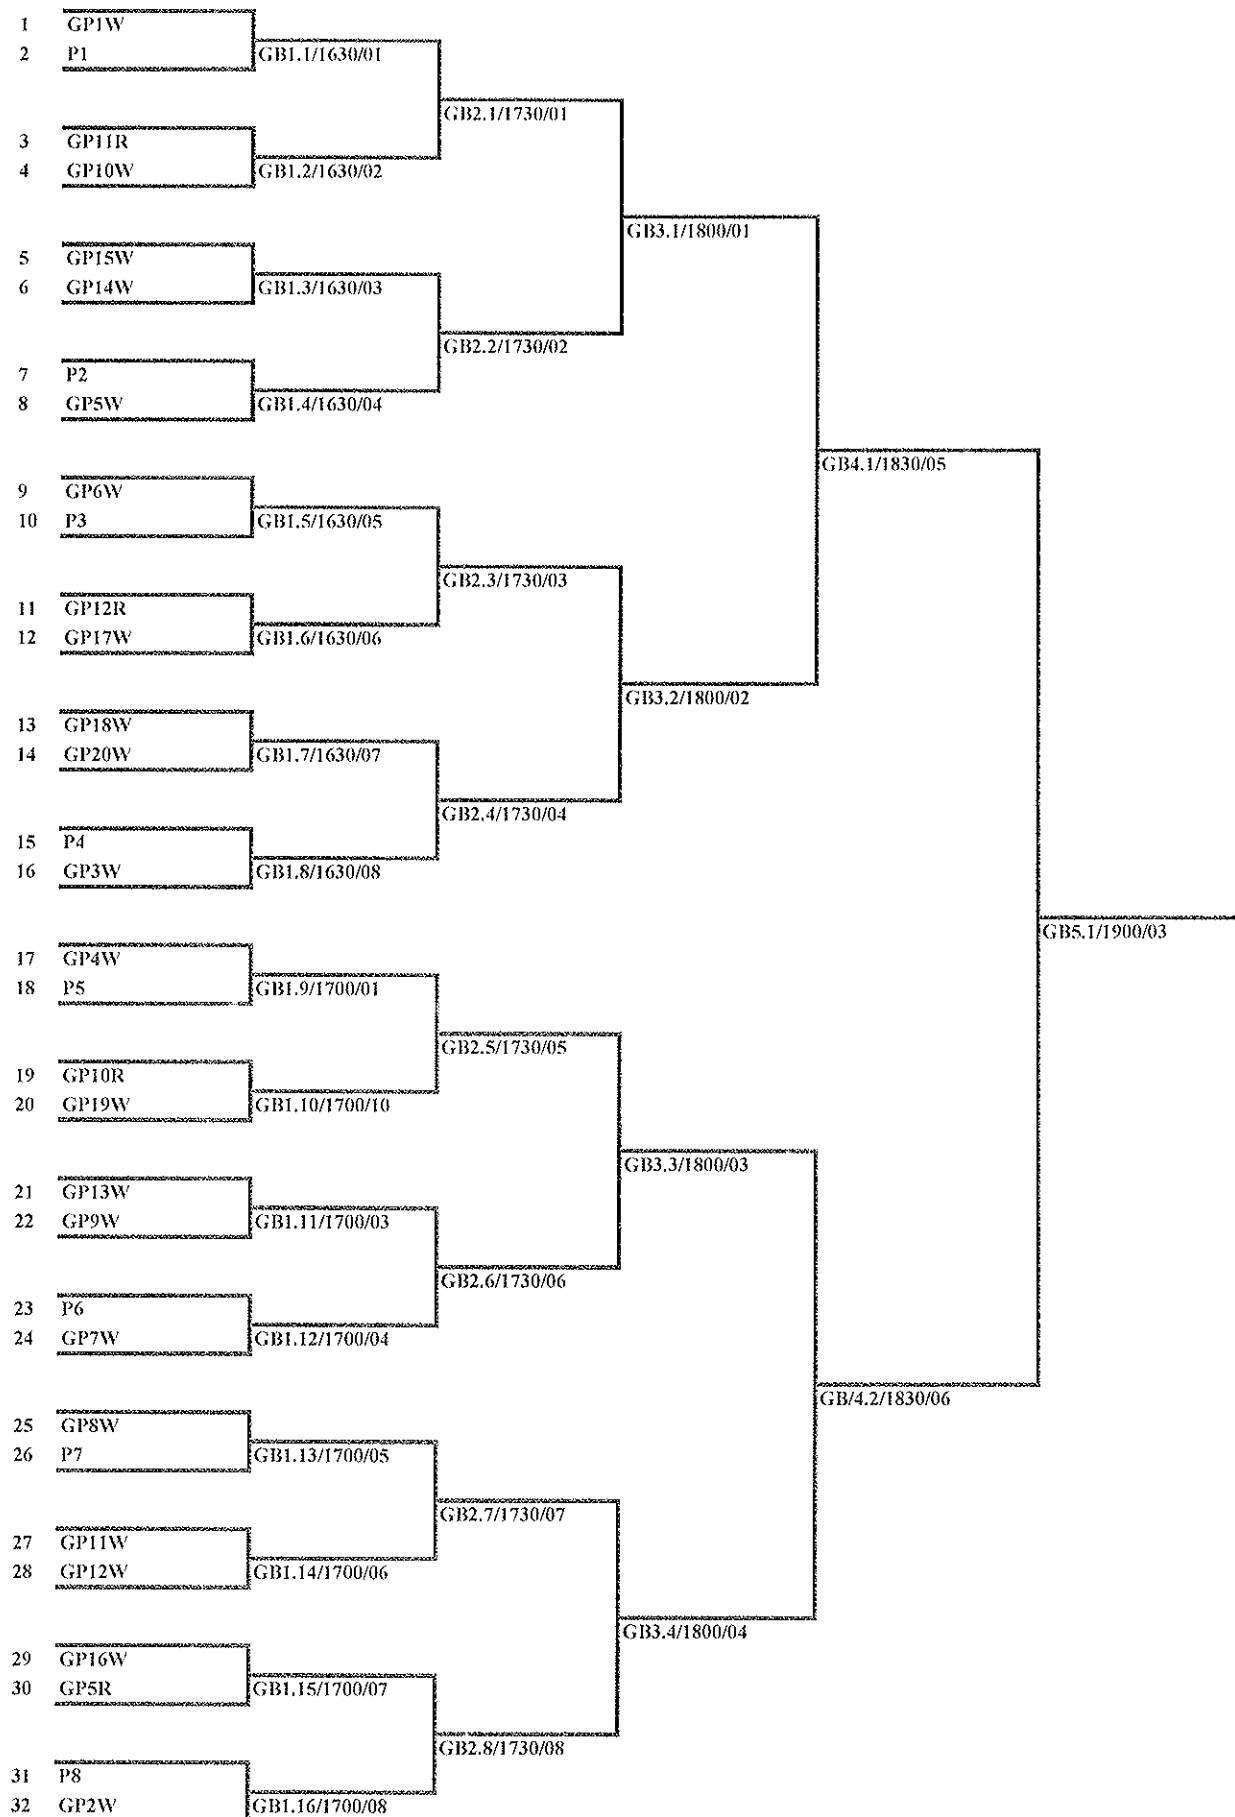 1 GP1W
2 P1
GB1.1/1630/01
GB2.1/1730/01
3 GP11R
4 GP10W
GB1.2/1630/02
GB3.1/1800/01
5 GP15W
6 GP14W
GB1.3/1630/03
GB2.2/1730/02
7 P2
8 GP5W
GB1.4/1630/04
GB4.1/1830/05
9 GP6W
10 P3
GB1.5/1630/05
GB2.3/1730/03
11 GP12R
12 GP17W
GB1.6/1630/06
GB3.2/1800/02
13 GP18W
14 GP20W
GB1.7/1630/07
GB2.4/1730/04
15 P4
16 GP3W
GB1.8/1630/08
GB5.1/1900/03
17 GP4W
18 P5
GB1.9/1700/01
GB2.5/1730/05
19 GP10R
20 GP19W
GB1.10/1700/10
GB3.3/1800/03
21 GP13W
22 GP9W
GB1.11/1700/03
GB2.6/1730/06
23 P6
24 GP7W
GB1.12/1700/04
GB/4.2/1830/06
25 GP8W
26 P7
GB1.13/1700/05
GB2.7/1730/07
27 GP11W
28 GP12W
GB1.14/1700/06
GB3.4/1800/04
29 GP16W
30 GP5R
GB1.15/1700/07
GB2.8/1730/08
31 P8
32 GP2W
GB1.16/1700/08